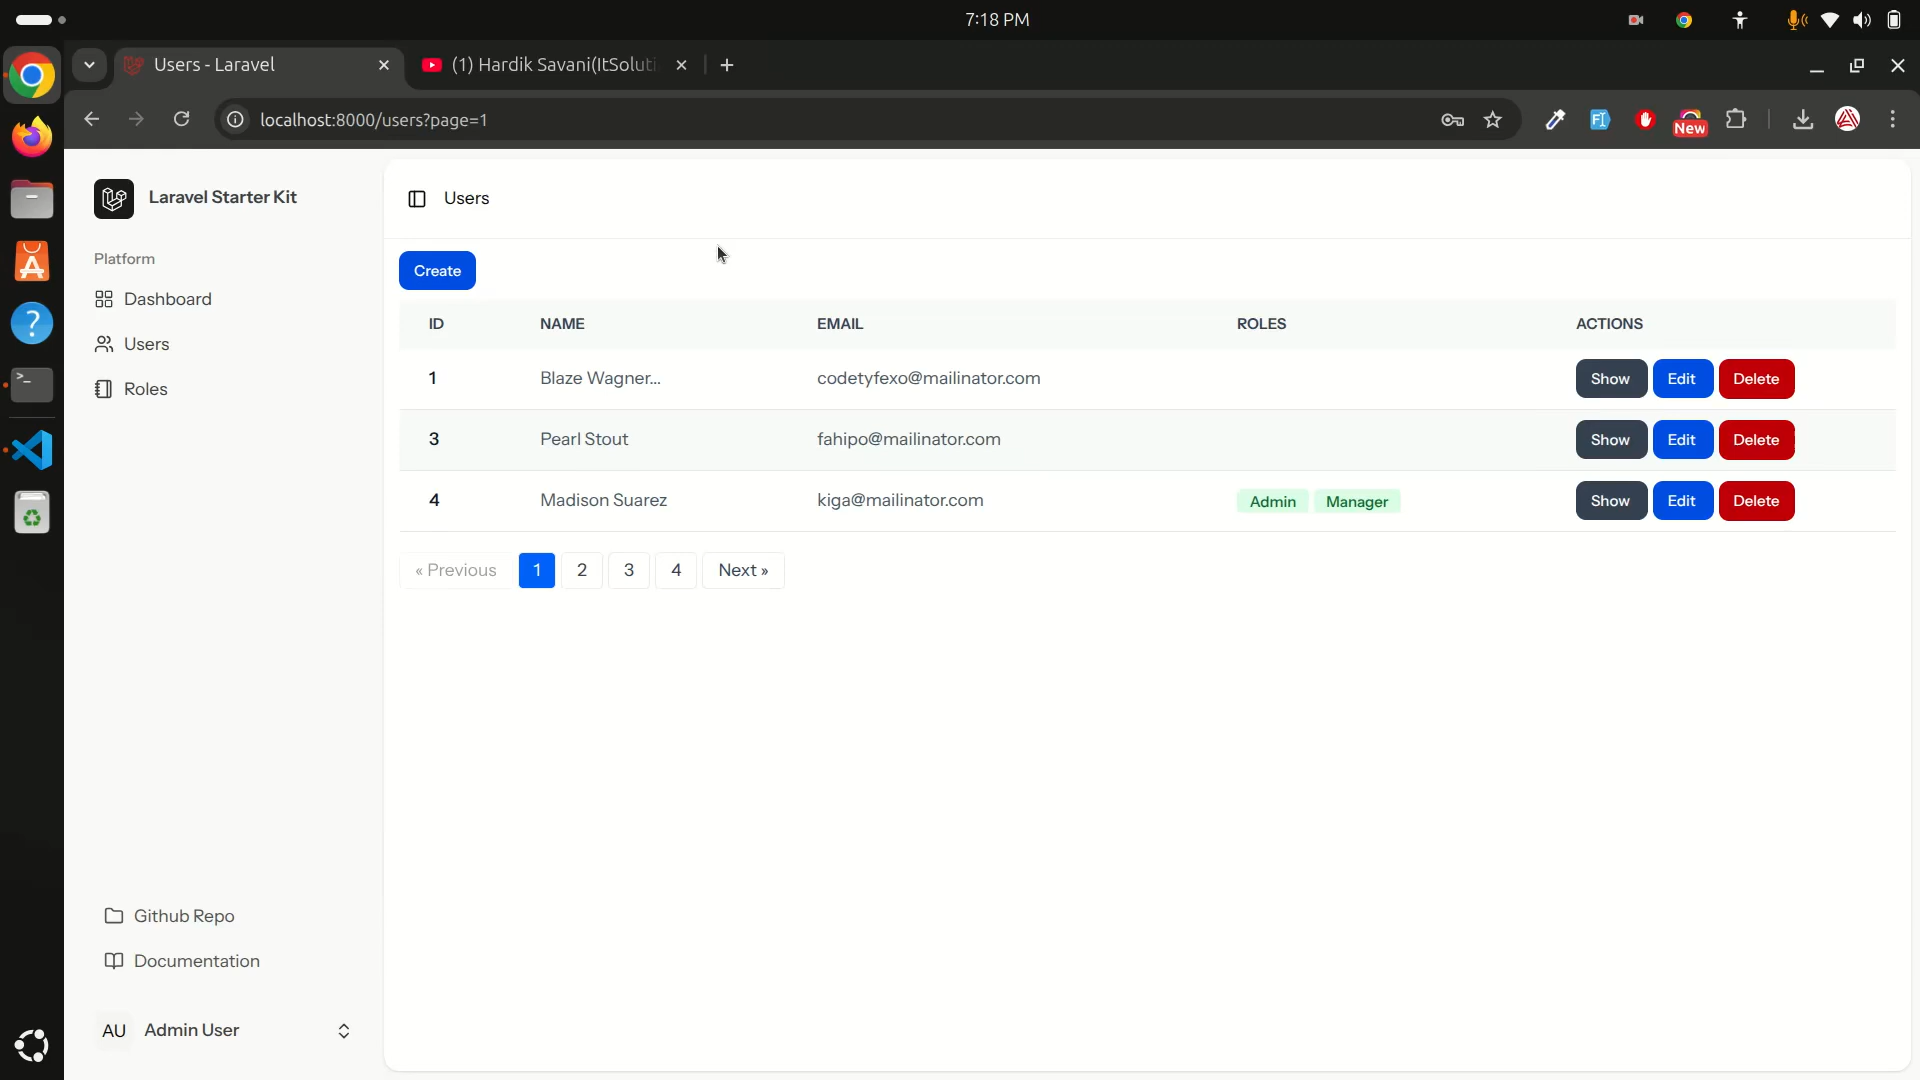 7:18 PM
Users - Laravel
(1) Hardik Savani(ItSoluti
localhost:8000/users?page=1
New
Laravel Starter Kit
Platform
Dashboard
Users
Roles
Github Repo
Documentation
AU Admin User
Users
Create
ID NAME EMAIL ROLES ACTIONS
1 Blaze Wagner... codetyfexo@mailinator.com Show Edit Delete
3 Pearl Stout fahipo@mailinator.com Show Edit Delete
4 Madison Suarez kiga@mailinator.com Admin Manager Show Edit Delete
« Previous 1 2 3 4 Next »